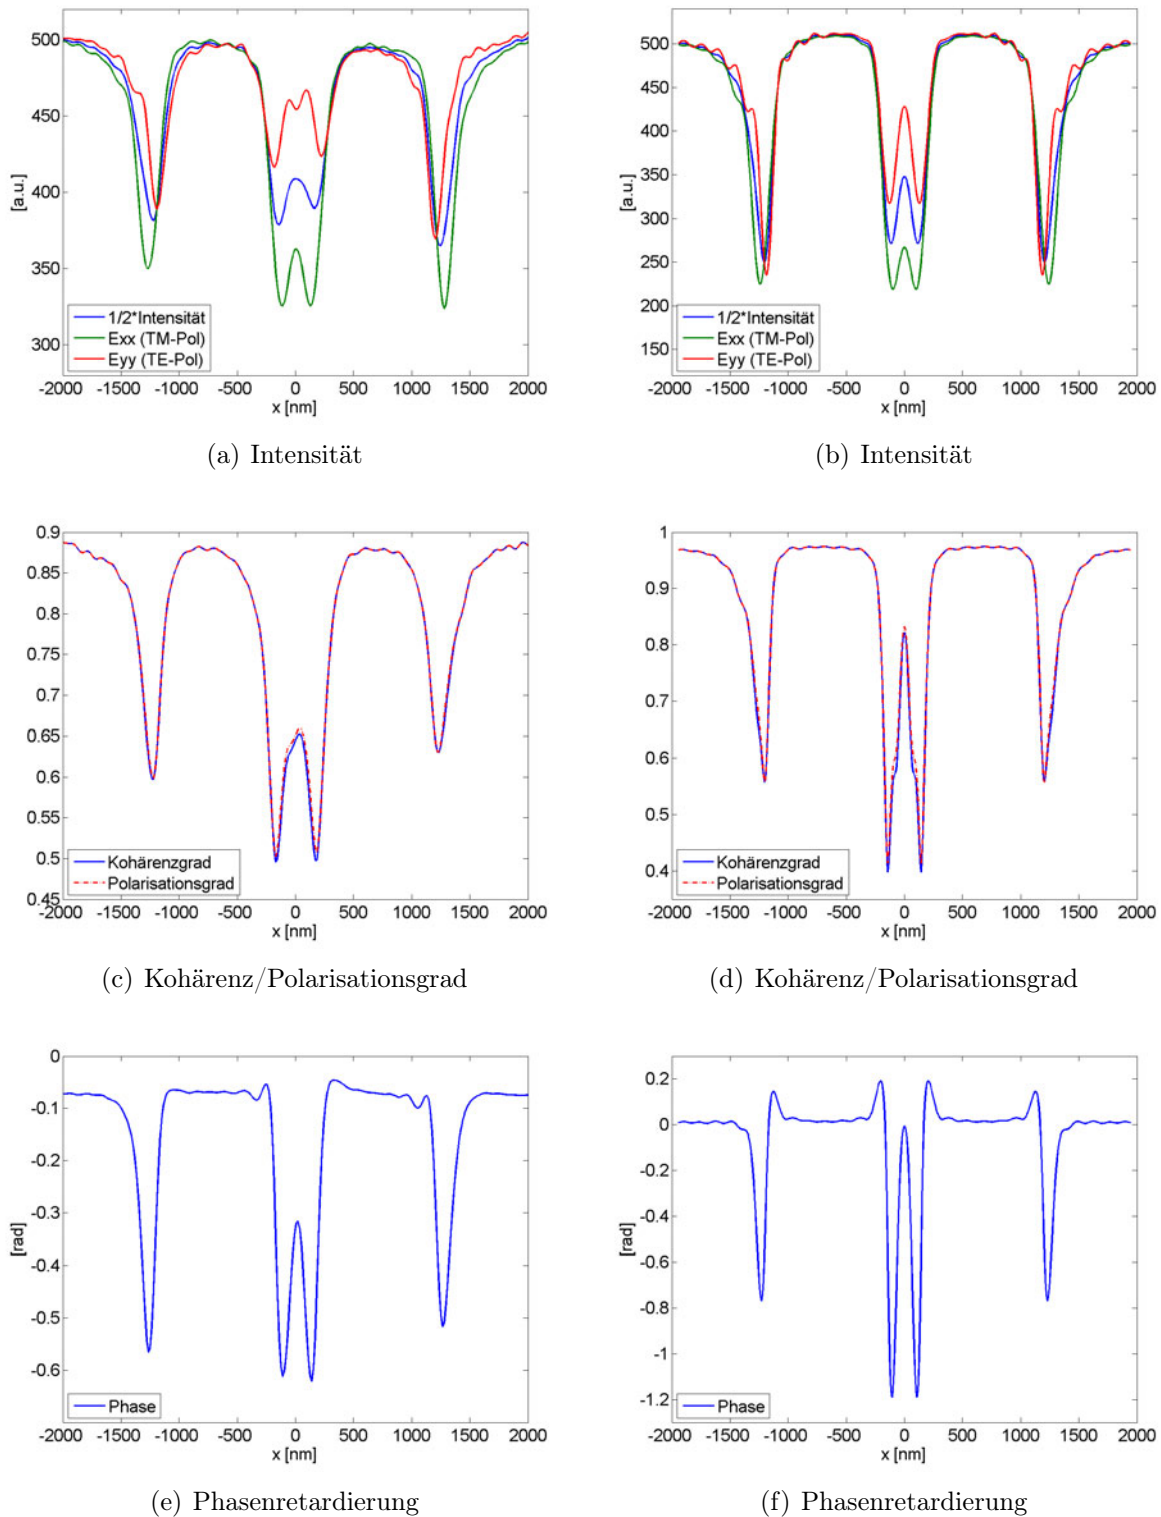 500
450
400
350
300
[a.u.]
1/2*Intensität
Exx (TM-Pol)
Eyy (TE-Pol)
-2000 -1500 -1000 -500 0 500 1000 1500 2000
x [nm]
(a) Intensität
500
450
400
350
300
250
200
150
[a.u.]
1/2*Intensität
Exx (TM-Pol)
Eyy (TE-Pol)
-2000 -1500 -1000 -500 0 500 1000 1500 2000
x [nm]
(b) Intensität
0.9
0.85
0.8
0.75
0.7
0.65
0.6
0.55
0.5
0.45
Kohärenzgrad
Polarisationsgrad
-2000 -1500 -1000 -500 0 500 1000 1500 2000
x [nm]
(c) Kohärenz/Polarisationsgrad
1
0.9
0.8
0.7
0.6
0.5
0.4
Kohärenzgrad
Polarisationsgrad
-2000 -1500 -1000 -500 0 500 1000 1500 2000
x [nm]
(d) Kohärenz/Polarisationsgrad
0
-0.1
-0.2
-0.3
-0.4
-0.5
-0.6
[rad]
Phase
-2000 -1500 -1000 -500 0 500 1000 1500 2000
x [nm]
(e) Phasenretardierung
0.2
0
-0.2
-0.4
-0.6
-0.8
-1
-1.2
[rad]
Phase
-2000 -1500 -1000 -500 0 500 1000 1500 2000
x [nm]
(f) Phasenretardierung